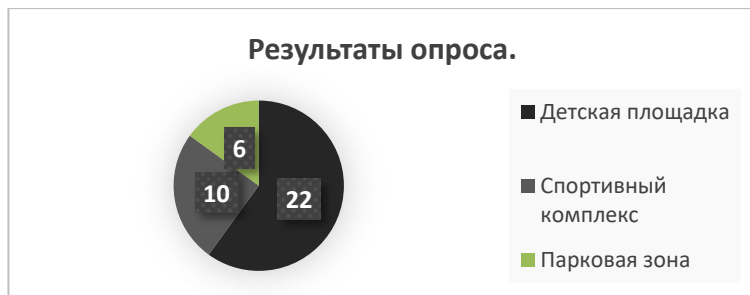 Результаты опроса.
6
10
22
Детская площадка
Спортивный
комплекс
Парковая зона